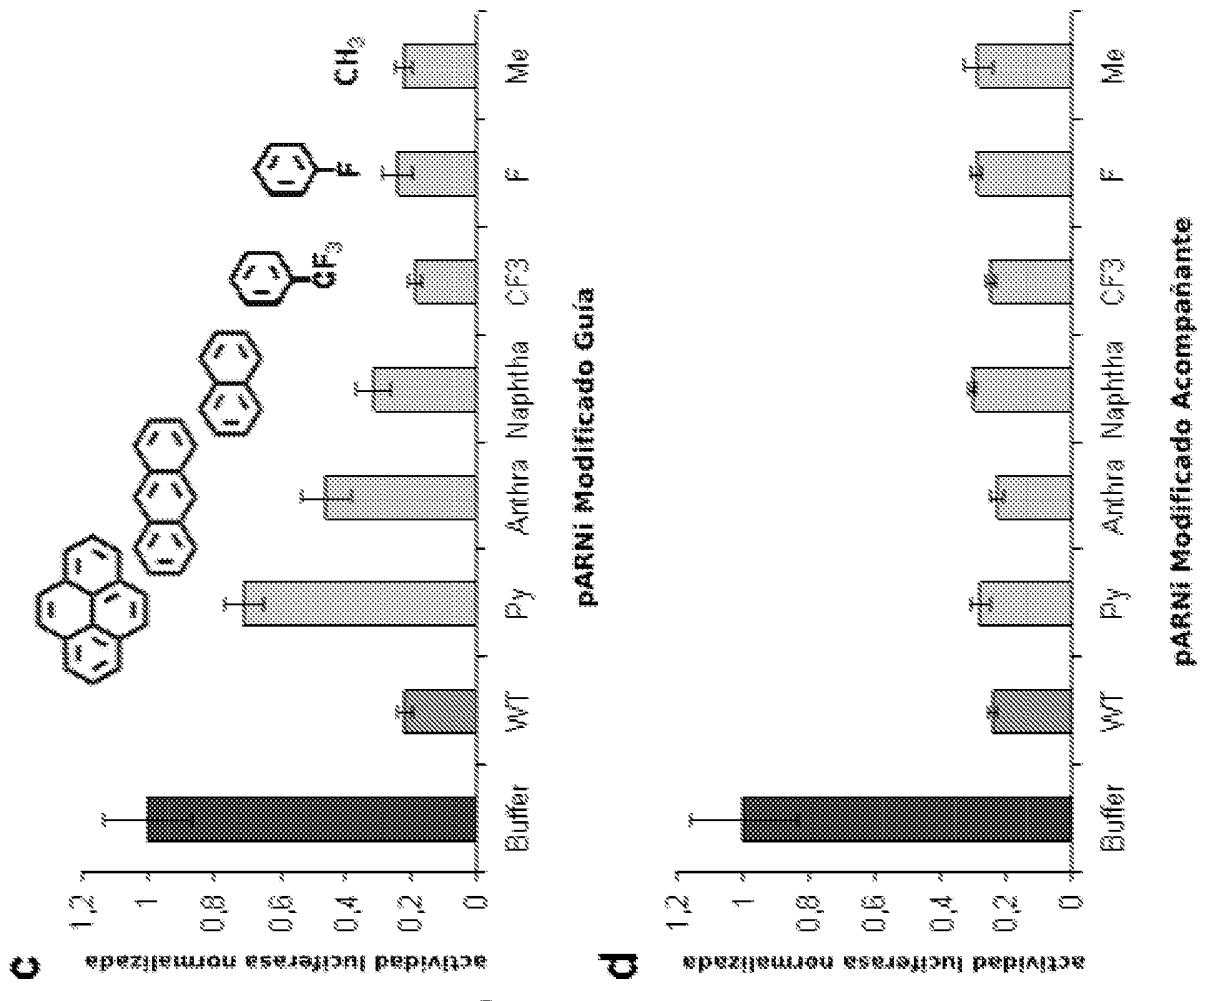 c
actividad luciferasa normalizada
1,2
1
0,8
0,6
0,4
0,2
0
CF3
F
CH3
Buffer WT Py Anthra Naphtha CF3 F Me
pARNi Modificado Guía
d
actividad luciferasa normalizada
1,2
1
0,8
0,6
0,4
0,2
0
Buffer WT Py Anthra Naphtha CF3 F Me
pARNi Modificado Acompañante